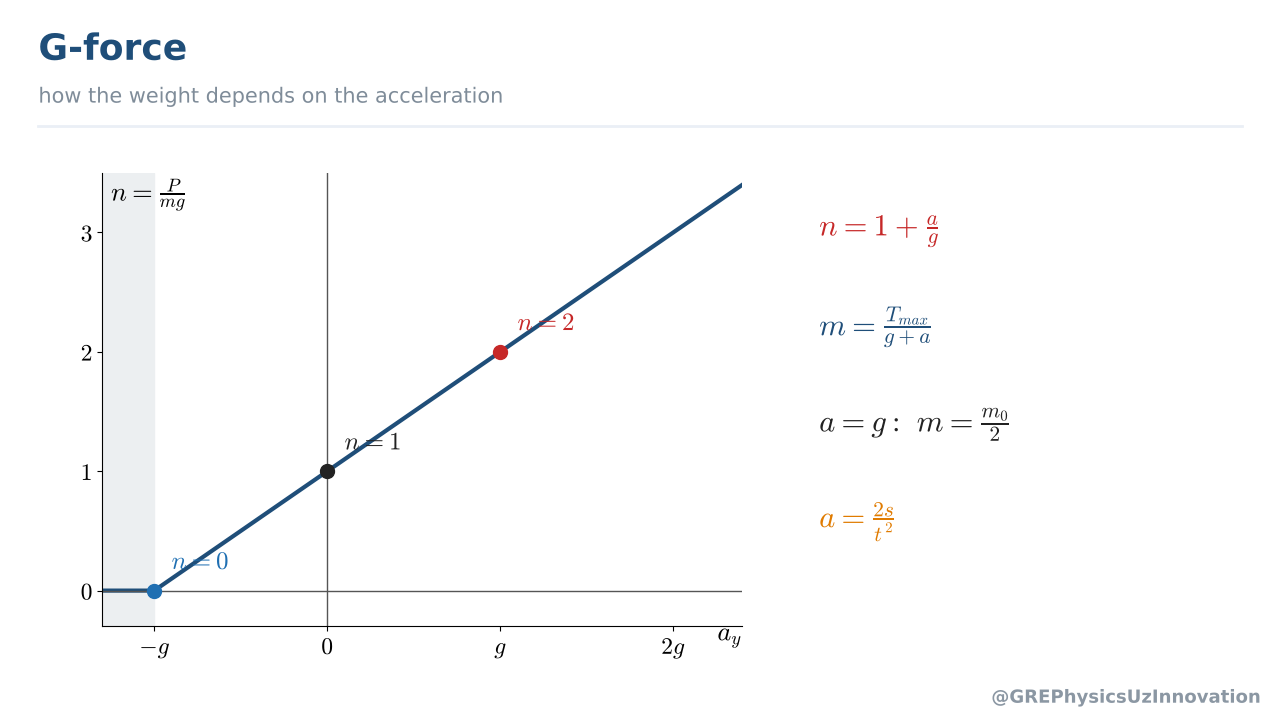 G-force
how the weight depends on the acceleration
n = P/mg
3
n = 1 + a/g
n = 2
m = T_max/(g + a)
2
n = 1
a = g : m = m_0/2
1
n = 0
a = 2s/t^2
0
−g 0 g 2g a_y
@GREPhysicsUzInnovation